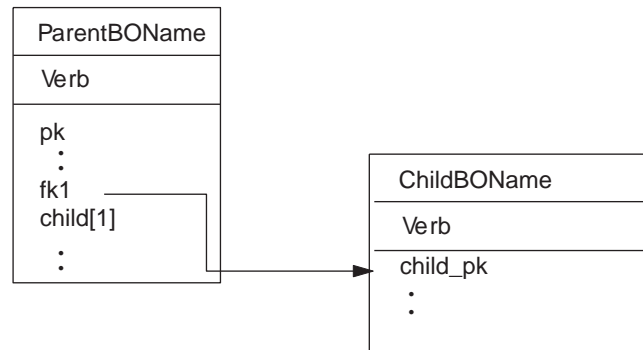 ParentBOName
Verb
pk
fk1
child[1]
ChildBOName
Verb
child_pk